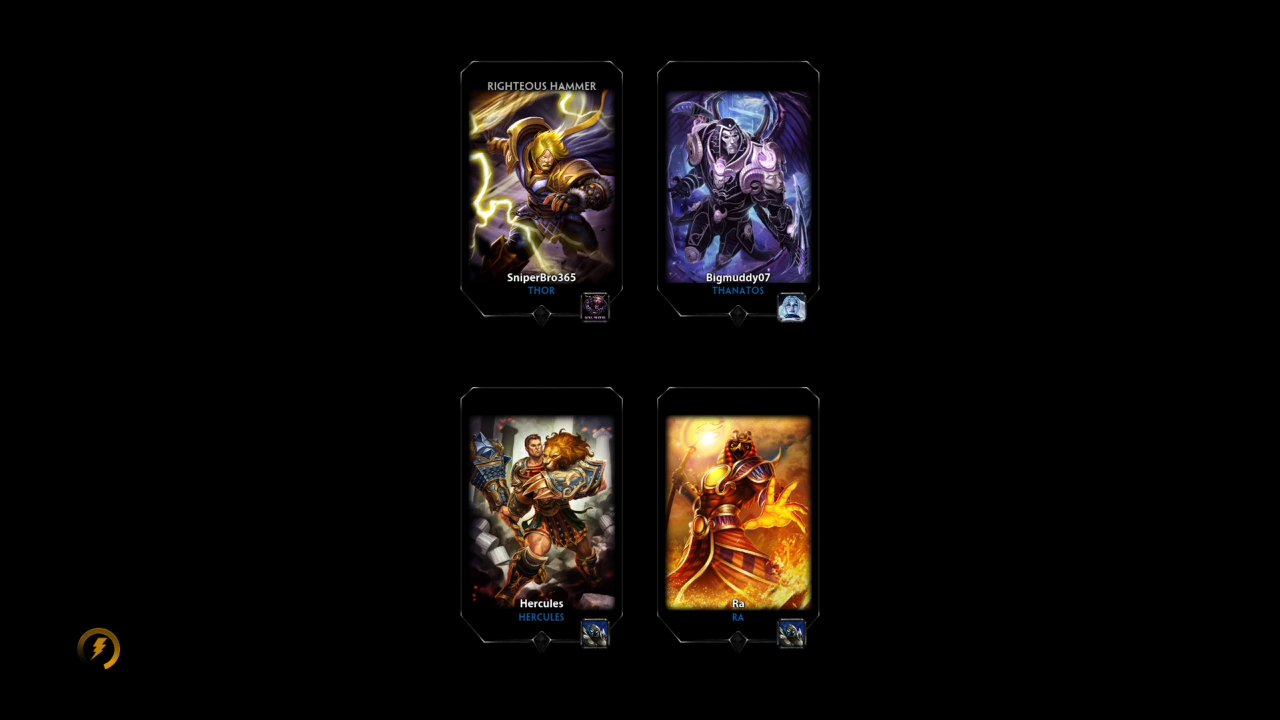 RIGHTEOUS HAMMER
SniperBro365
THOR
Bigmuddy07
THANATOS
Hercules
HERCULES
Ra
RA